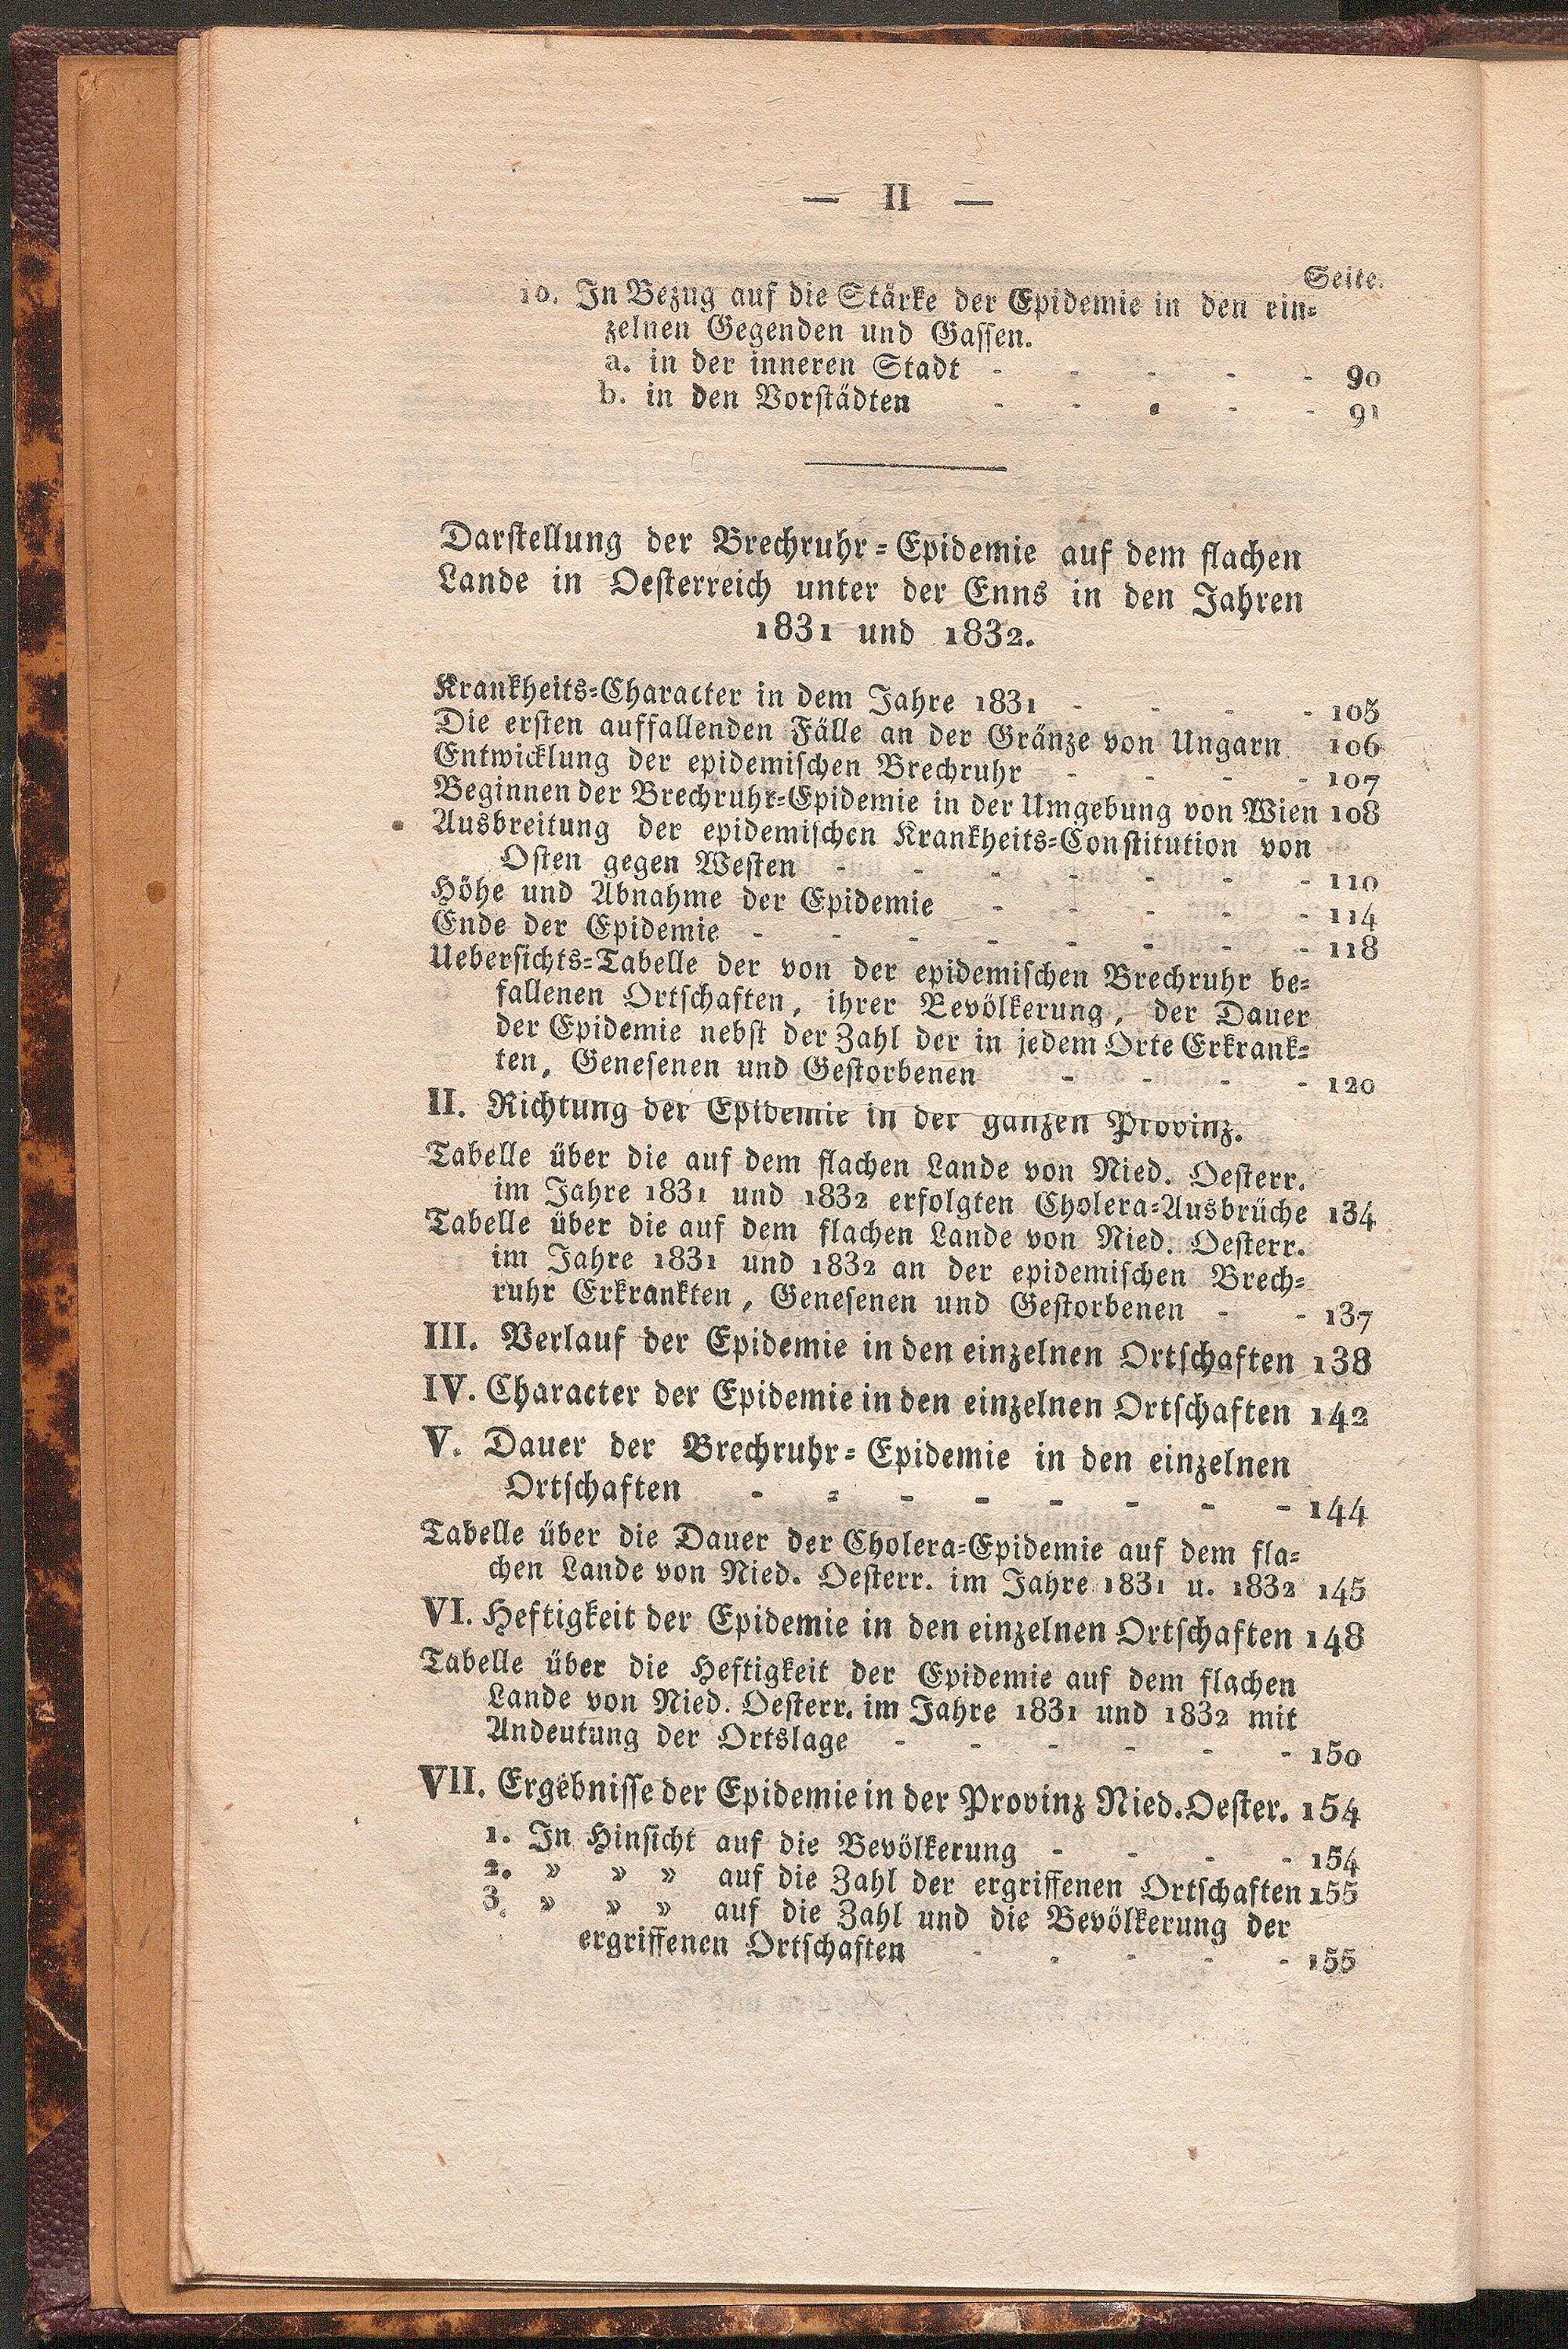 — II —
Seite.
10. In Bezug auf die Stärke der Epidemie in den ein-
zelnen Gegenden und Gassen.
a. in der inneren Stadt - - - - - 90
b. in den Vorstädten - - - - - 91
Darstellung der Brechruhr-Epidemie auf dem flachen
Lande in Oesterreich unter der Enns in den Jahren
1831 und 1832.
Krankheits-Character in dem Jahre 1831 - - - - 105
Die ersten auffallenden Fälle an der Gränze von Ungarn 106
Entwicklung der epidemischen Brechruhr - - - - 107
Beginnen der Brechruhr-Epidemie in der Umgebung von Wien 108
Ausbreitung der epidemischen Krankheits-Constitution von
Osten gegen Westen - - - - - - - 110
Höhe und Abnahme der Epidemie - - - - - 114
Ende der Epidemie - - - - - - - - 118
Uebersichts-Tabelle der von der epidemischen Brechruhr be-
fallenen Ortschaften, ihrer Bevölkerung, der Dauer
der Epidemie nebst der Zahl der in jedem Orte Erkrank-
ten, Genesenen und Gestorbenen - - - - 120
II. Richtung der Epidemie in der ganzen Provinz.
Tabelle über die auf dem flachen Lande von Nied. Oesterr.
im Jahre 1831 und 1832 erfolgten Cholera-Ausbrüche 134
Tabelle über die auf dem flachen Lande von Nied. Oesterr.
im Jahre 1831 und 1832 an der epidemischen Brech-
ruhr Erkrankten, Genesenen und Gestorbenen - - 137
III. Verlauf der Epidemie in den einzelnen Ortschaften 138
IV. Character der Epidemie in den einzelnen Ortschaften 142
V. Dauer der Brechruhr-Epidemie in den einzelnen
Ortschaften - - - - - - - - 144
Tabelle über die Dauer der Cholera-Epidemie auf dem fla-
chen Lande von Nied. Oesterr. im Jahre 1831 u. 1832 145
VI. Heftigkeit der Epidemie in den einzelnen Ortschaften 148
Tabelle über die Heftigkeit der Epidemie auf dem flachen
Lande von Nied. Oesterr. im Jahre 1831 und 1832 mit
Andeutung der Ortslage - - - - - - 150
VII. Ergebnisse der Epidemie in der Provinz Nied. Oester. 154
1. In Hinsicht auf die Bevölkerung - - - - 154
2. » » » auf die Zahl der ergriffenen Ortschaften 155
3. » » » auf die Zahl und die Bevölkerung der
ergriffenen Ortschaften - - - - - 155